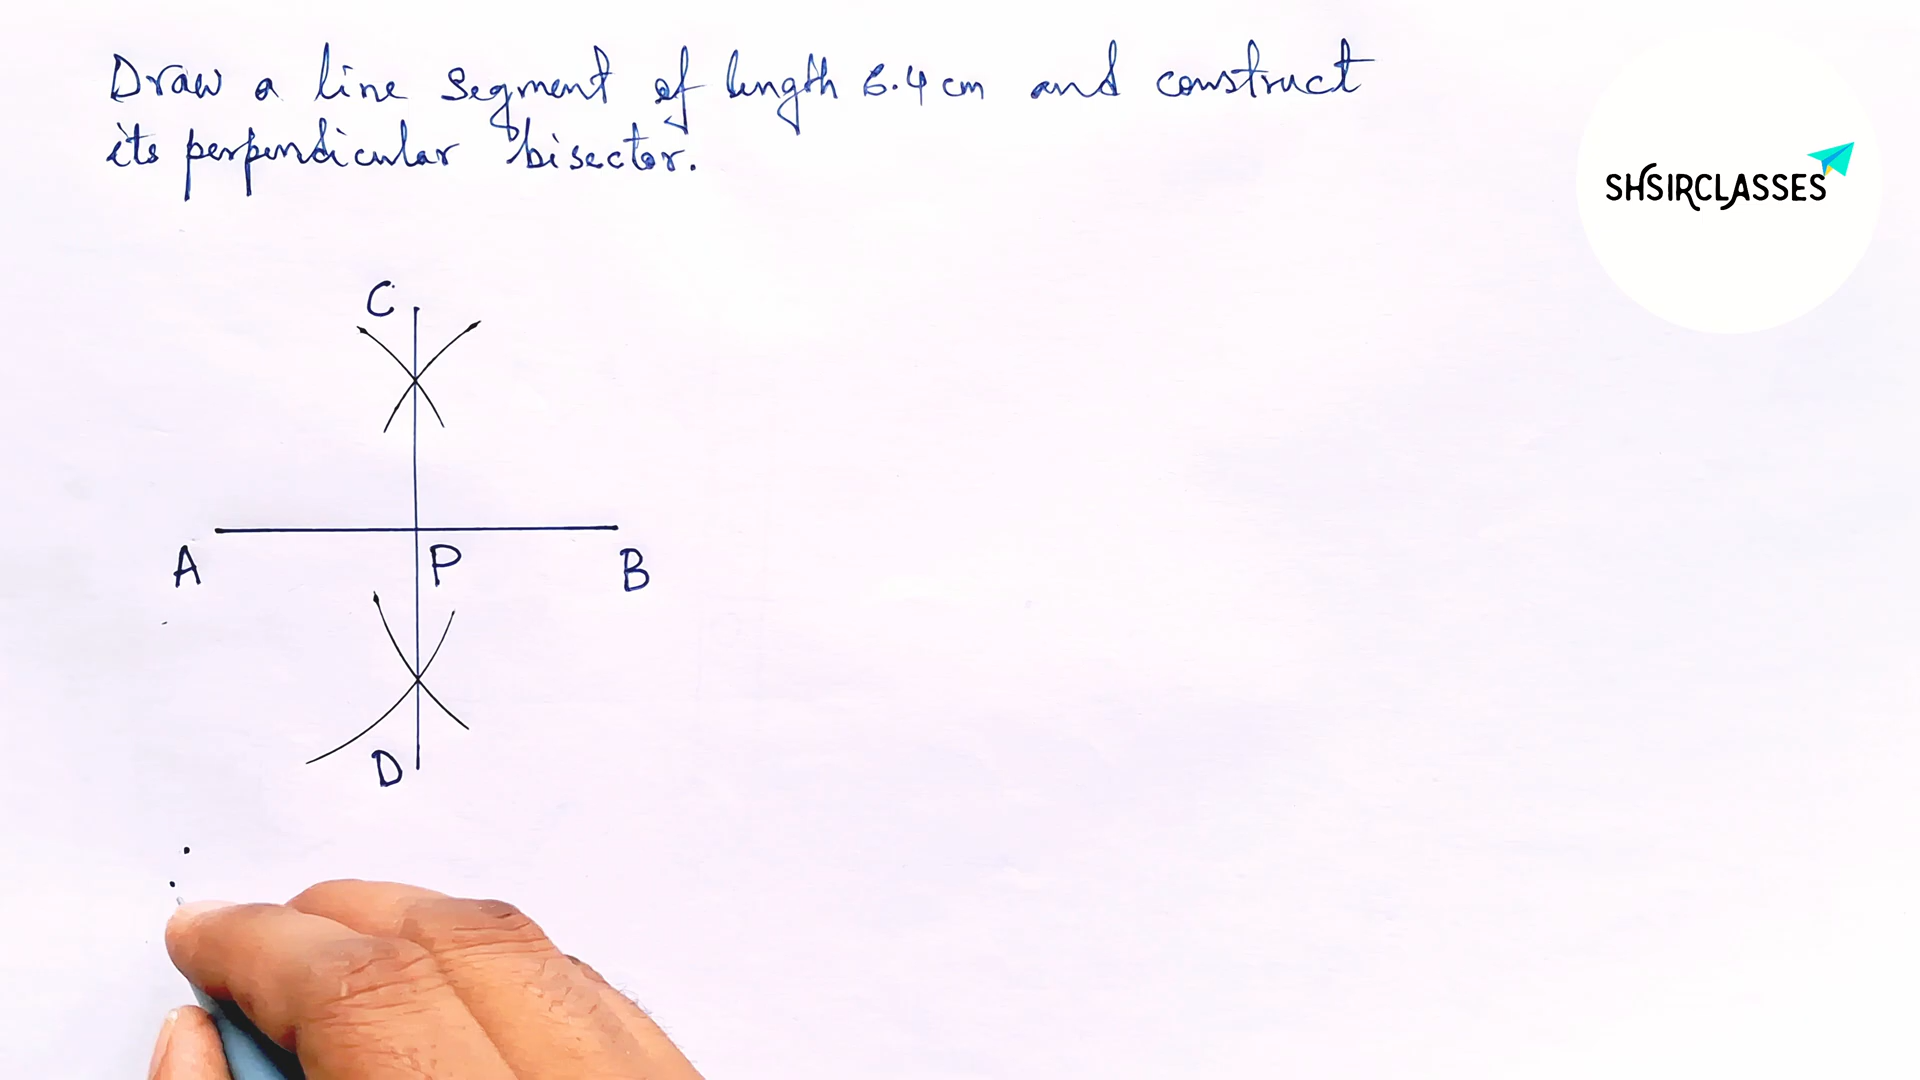 Draw a line segment of length 6.4 cm and construct
its perpendicular bisector.
SHSIRCLASSES
C
A P B
D